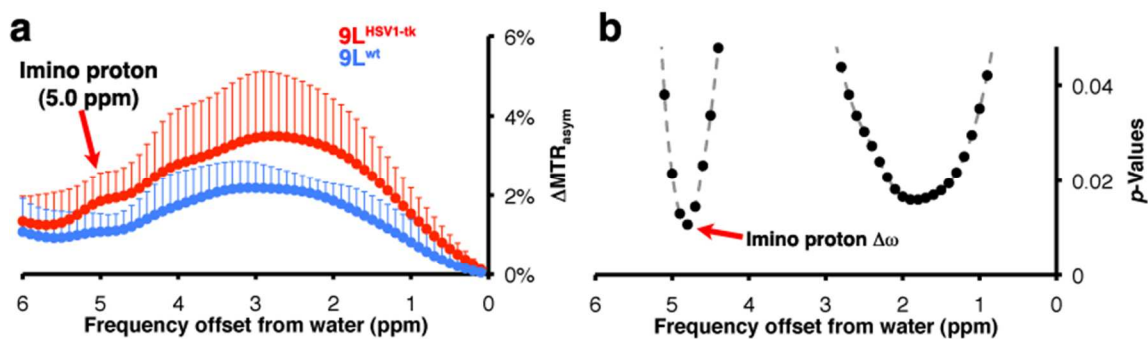 a
9L^HSV1-tk
9L^wt
Imino proton
(5.0 ppm)
6%
4%
2%
0%
ΔMTR_asym
6 5 4 3 2 1 0
Frequency offset from water (ppm)
b
0.04
0.02
0
p-Values
Imino proton Δω
6 5 4 3 2 1 0
Frequency offset from water (ppm)